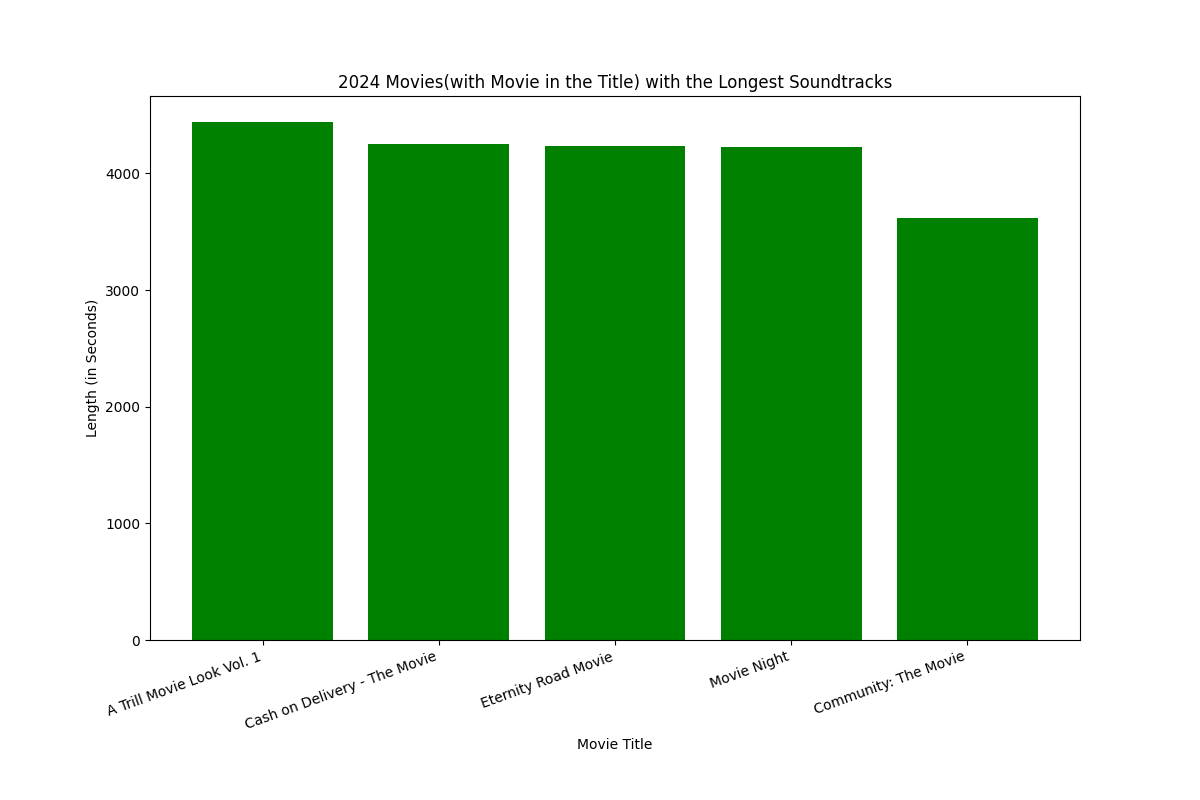 2024 Movies(with Movie in the Title) with the Longest Soundtracks
Length (in Seconds)
4000
3000
2000
1000
0
A Trill Movie Look Vol. 1
Cash on Delivery - The Movie
Eternity Road Movie
Movie Night
Community: The Movie
Movie Title